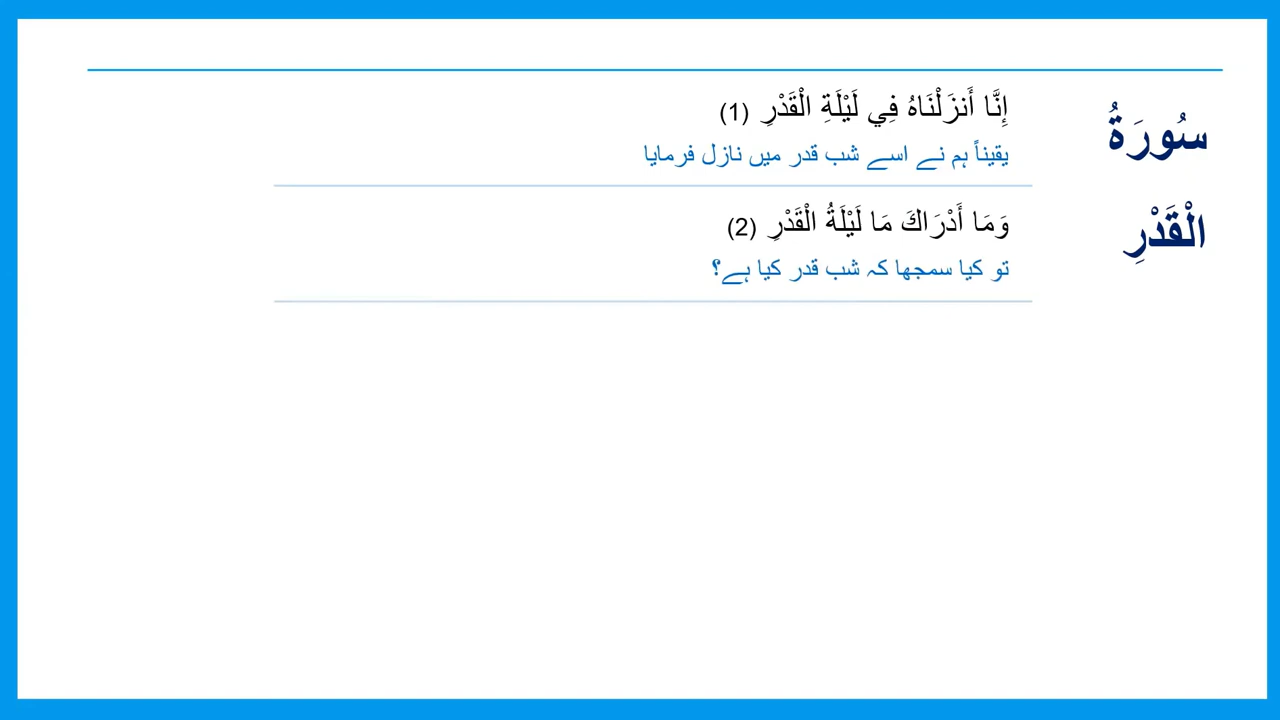 سُورَةُ
الْقَدْرِ
إِنَّا أَنزَلْنَاهُ فِي لَيْلَةِ الْقَدْرِ (1)
یقیناً ہم نے اسے شب قدر میں نازل فرمایا
وَمَا أَدْرَاكَ مَا لَيْلَةُ الْقَدْرِ (2)
تو کیا سمجھا کہ شب قدر کیا ہے؟